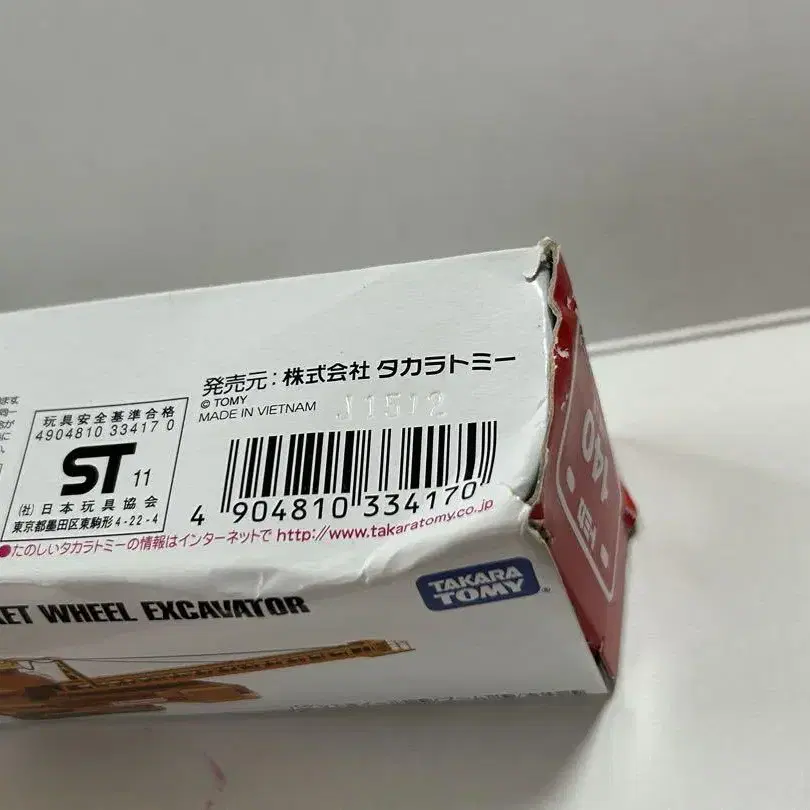 発売元:株式会社 タカラトミー
© TOMY
MADE IN VIETNAM J1512
玩具安全基準合格
4904810 33417 0
ST 11
(社)日本玩具協会
東京都墨田区東駒形4-22-4
4 904810 334170
●たのしいタカラトミーの情報はインターネットで http://www.takaratomy.co.jp
KET WHEEL EXCAVATOR
TAKARA
TOMY®
140